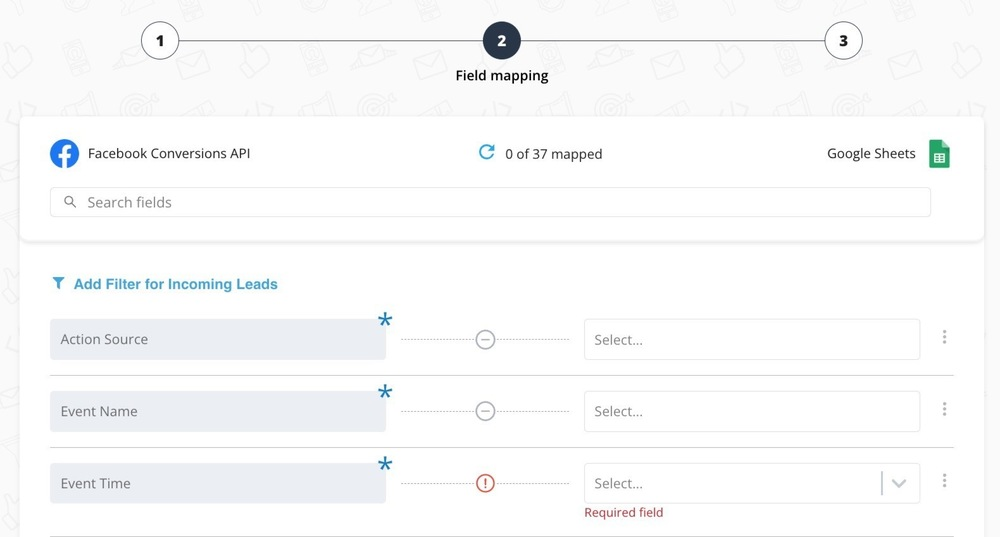 1
2
3
Field mapping
Facebook Conversions API
0 of 37 mapped
Google Sheets
Search fields
Add Filter for Incoming Leads
Action Source
*
Select...
Event Name
*
Select...
Event Time
*
!
Select...
Required field